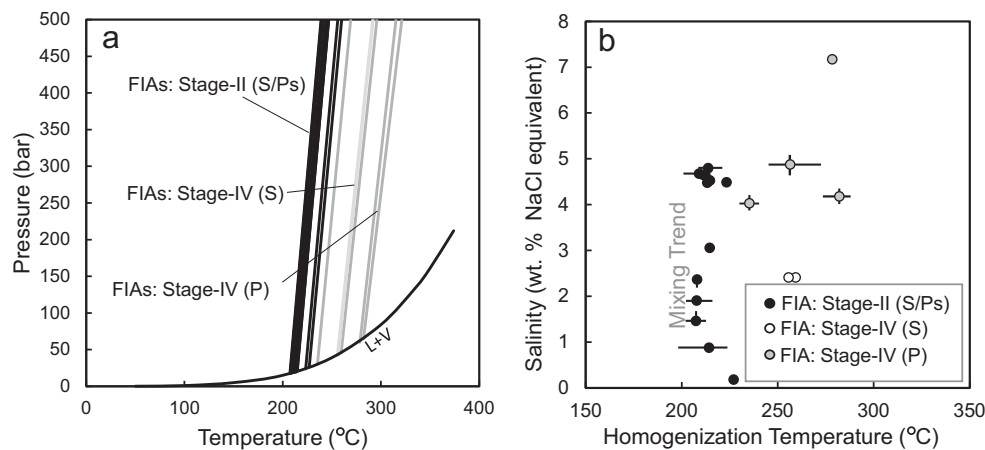 a
500
450
400
350
300
250
200
150
100
50
0
Pressure (bar)
FIAs: Stage-II (S/Ps)
FIAs: Stage-IV (S)
FIAs: Stage-IV (P)
L+V
0
100
200
300
400
Temperature (°C)
b
8
7
6
5
4
3
2
1
0
Salinity (wt. % NaCl equivalent)
Mixing Trend
FIA: Stage-II (S/Ps)
FIA: Stage-IV (S)
FIA: Stage-IV (P)
150
200
250
300
350
Homogenization Temperature (°C)